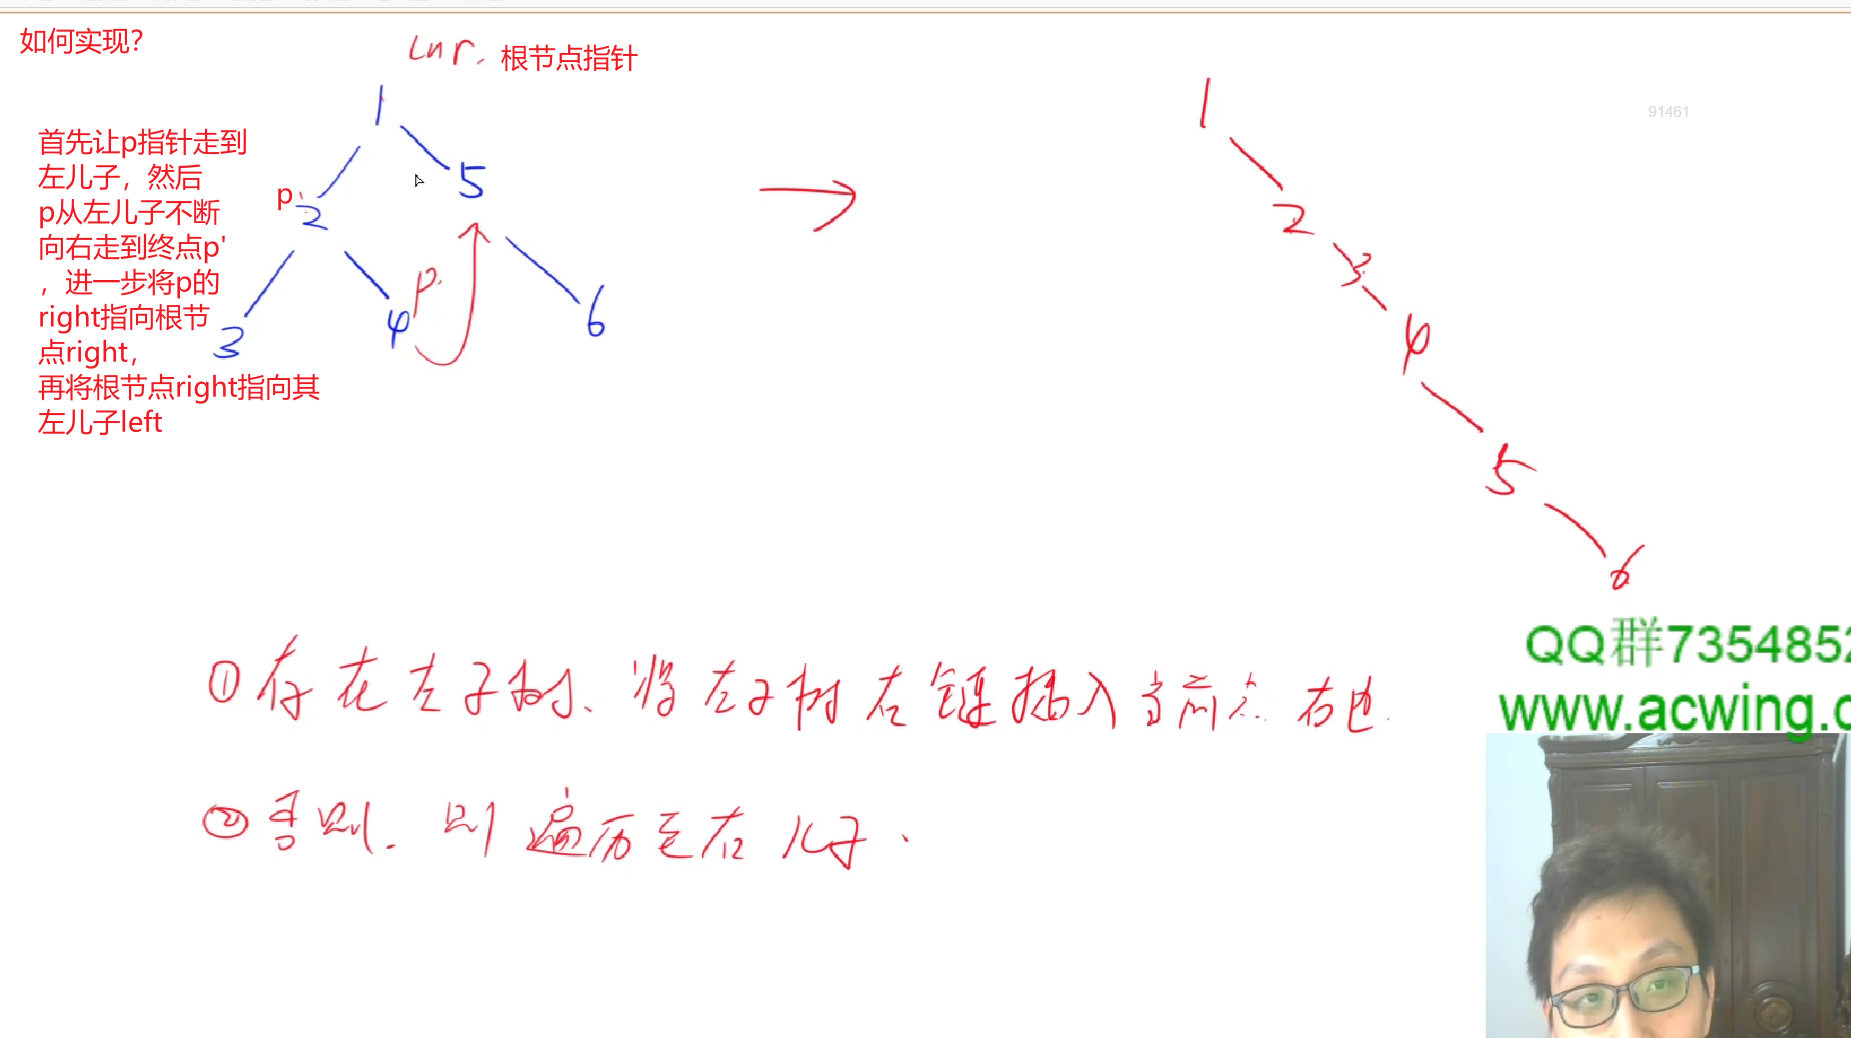 如何实现?
cur. 根节点指针
1
首先让p指针走到
左儿子，然后
p从左儿子不断
向右走到终点p'
，进一步将p的
right指向根节
点right，
再将根节点right指向其
左儿子left
5
p.
2
p.
3
4
6
1
2
3
4
5
6
91461
①存在左子树、将左子树右链插入当前点右边.
②否则. 则遍历至右儿子.
QQ群7354852
www.acwing.c